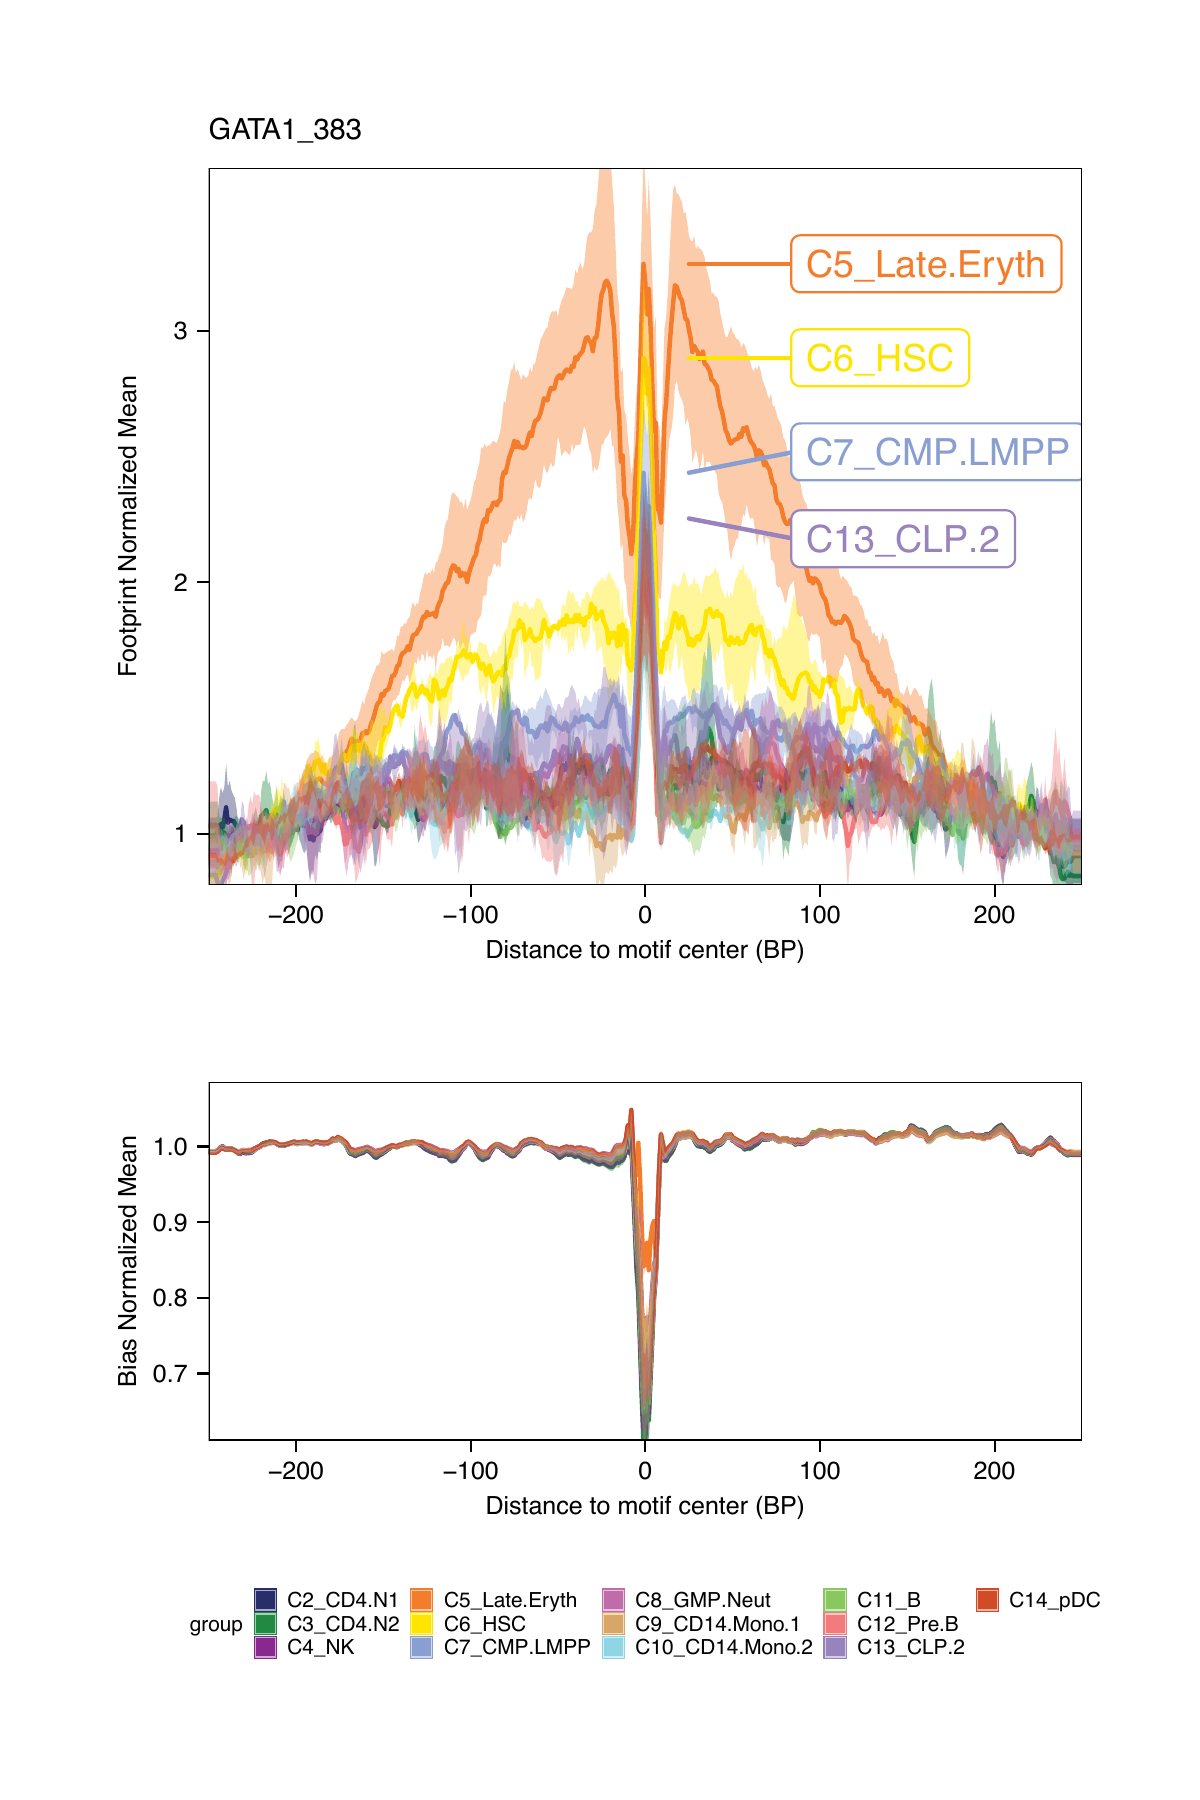 GATA1_383
C5_Late.Eryth
C6_HSC
C7_CMP.LMPP
C13_CLP.2
Footprint Normalized Mean
3
2
1
−200 −100 0 100 200
Distance to motif center (BP)
Bias Normalized Mean
1.0
0.9
0.8
0.7
−200 −100 0 100 200
Distance to motif center (BP)
C2_CD4.N1 C5_Late.Eryth C8_GMP.Neut C11_B C14_pDC
group C3_CD4.N2 C6_HSC C9_CD14.Mono.1 C12_Pre.B
C4_NK C7_CMP.LMPP C10_CD14.Mono.2 C13_CLP.2